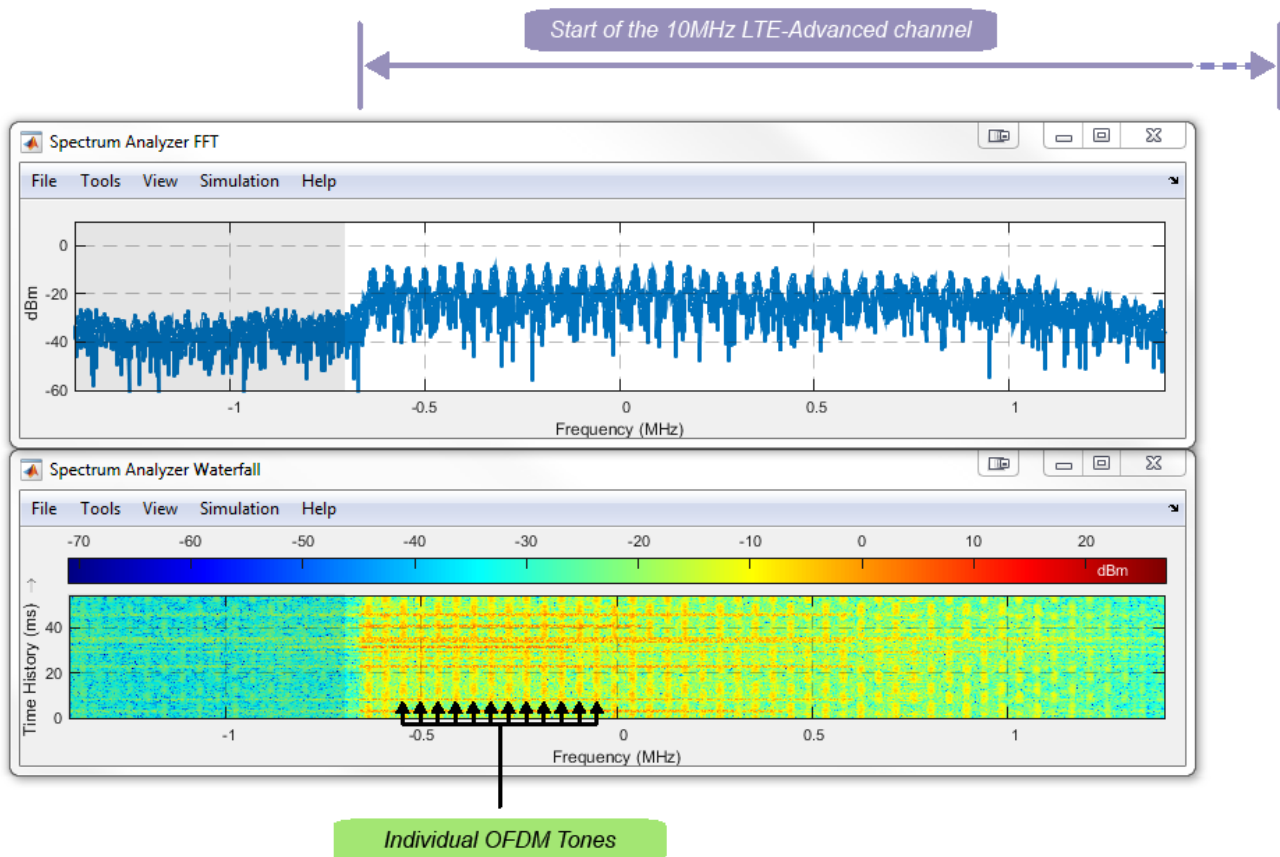 Start of the 10MHz LTE-Advanced channel
Spectrum Analyzer FFT
File Tools View Simulation Help
0
-20
-40
-60
dBm
-1 -0.5 0 0.5 1
Frequency (MHz)
Spectrum Analyzer Waterfall
File Tools View Simulation Help
-70 -60 -50 -40 -30 -20 -10 0 10 20
dBm
Time History (ms) →
40
20
0
-1 -0.5 0 0.5 1
Frequency (MHz)
Individual OFDM Tones